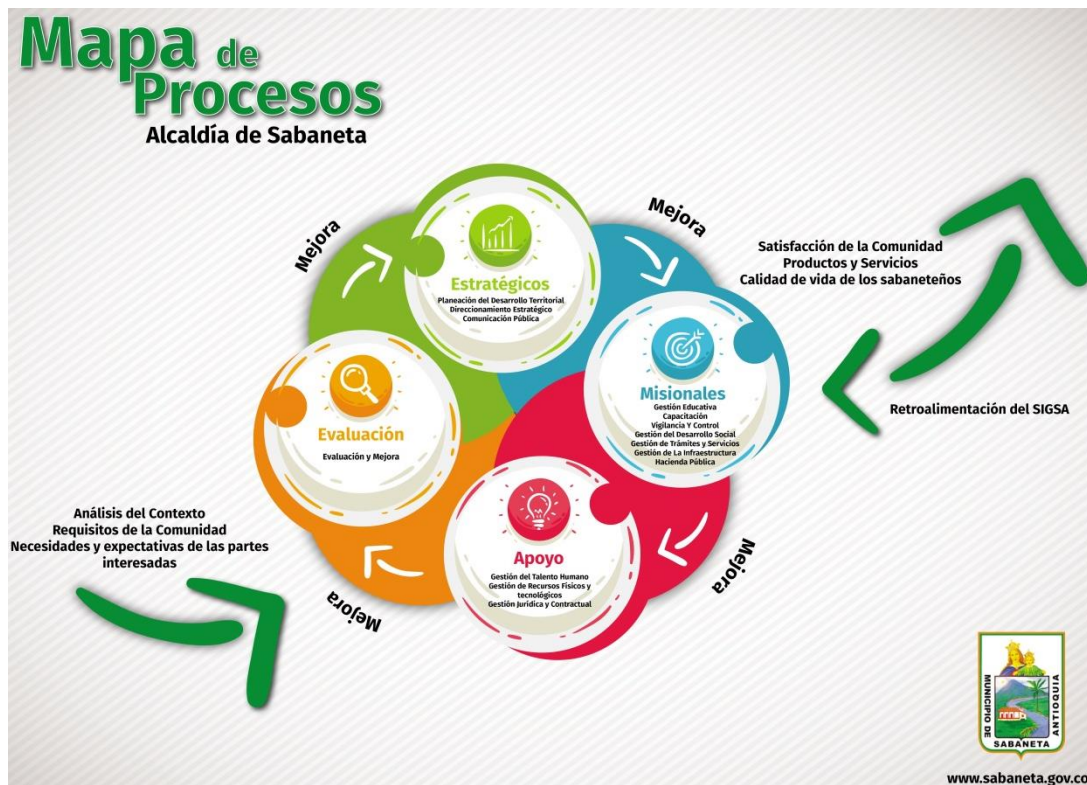 Mapa de
Procesos
Alcaldía de Sabaneta
Mejora
Mejora
Estratégicos
Planeación del Desarrollo Territorial
Direccionamiento Estratégico
Comunicación Pública
Satisfacción de la Comunidad
Productos y Servicios
Calidad de vida de los sabaneteños
Misionales
Gestión Educativa
Capacitación
Vigilancia Y Control
Gestión del Desarrollo Social
Gestión de Trámites y Servicios
Gestión de La Infraestructura
Hacienda Pública
Retroalimentación del SIGSA
Evaluación
Evaluación y Mejora
Análisis del Contexto
Requisitos de la Comunidad
Necesidades y expectativas de las partes
interesadas
Apoyo
Gestión del Talento Humano
Gestión de Recursos Físicos y
tecnológicos
Gestión Jurídica y Contractual
Mejora
Mejora
MUNICIPIO DE
SABANETA
ANTIOQUIA
www.sabaneta.gov.co